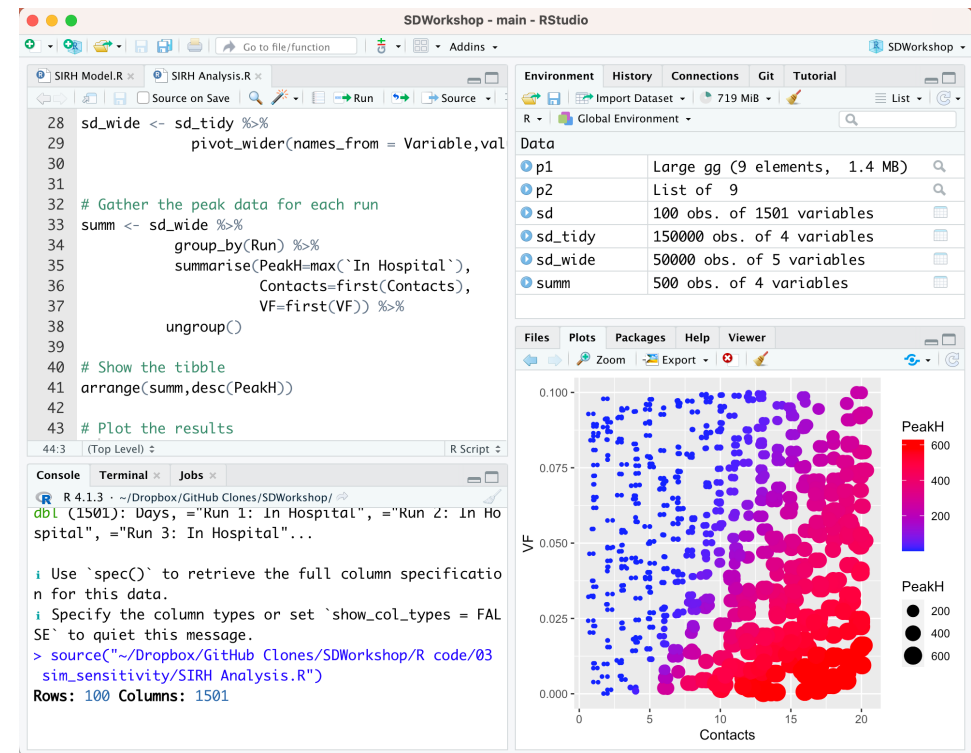 SDWorkshop - main - RStudio
Go to file/function
Addins
SDWorkshop
SIRH Model.R
SIRH Analysis.R
Source on Save
Run
Source
28 sd_wide <- sd_tidy %>%
29 pivot_wider(names_from = Variable,val
30
31
32 # Gather the peak data for each run
33 summ <- sd_wide %>%
34 group_by(Run) %>%
35 summarise(PeakH=max(`In Hospital`),
36 Contacts=first(Contacts),
37 VF=first(VF)) %>%
38 ungroup()
39
40 # Show the tibble
41 arrange(summ,desc(PeakH))
42
43 # Plot the results
44:3 (Top Level) R Script
Console Terminal Jobs
R 4.1.3 · ~/Dropbox/GitHub Clones/SDWorkshop/
dbl (1501): Days, ="Run 1: In Hospital", ="Run 2: In Ho
spital", ="Run 3: In Hospital"...
i Use `spec()` to retrieve the full column specificatio
n for this data.
i Specify the column types or set `show_col_types = FAL
SE` to quiet this message.
> source("~/Dropbox/GitHub Clones/SDWorkshop/R code/03
sim_sensitivity/SIRH Analysis.R")
Rows: 100 Columns: 1501
Environment History Connections Git Tutorial
Import Dataset 719 MiB List
R Global Environment
Data
p1 Large gg (9 elements, 1.4 MB)
p2 List of 9
sd 100 obs. of 1501 variables
sd_tidy 150000 obs. of 4 variables
sd_wide 50000 obs. of 5 variables
summ 500 obs. of 4 variables
Files Plots Packages Help Viewer
Zoom Export
0.100
0.075
0.050
0.025
0.000
VF
0 5 10 15 20
Contacts
PeakH
600
400
200
PeakH
200
400
600